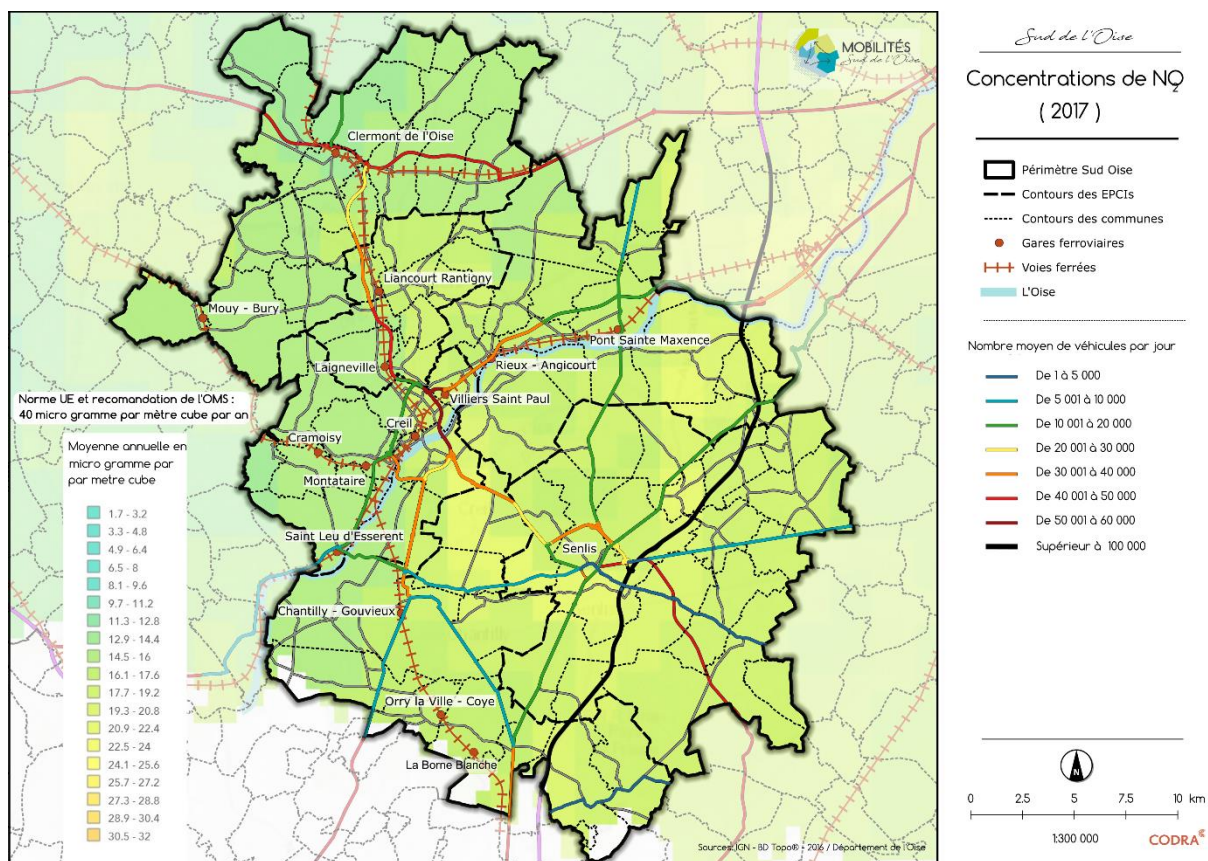 MOBILITÉS
Sud de l'Oise
Clermont de l'Oise
Liancourt Rantigny
Mouy - Bury
Pont Sainte Maxence
Laigneville
Rieux - Angicourt
Villiers Saint Paul
Creil
Cramoisy
Montataire
Saint Leu d'Esserent
Senlis
Chantilly - Gouvieux
Orry la Ville - Coye
La Borne Blanche
Norme UE et recomandation de l'OMS :
40 micro gramme par mètre cube par an
Moyenne annuelle en
micro gramme par
par metre cube
1.7 - 3.2
3.3 - 4.8
4.9 - 6.4
6.5 - 8
8.1 - 9.6
9.7 - 11.2
11.3 - 12.8
12.9 - 14.4
14.5 - 16
16.1 - 17.6
17.7 - 19.2
19.3 - 20.8
20.9 - 22.4
22.5 - 24
24.1 - 25.6
25.7 - 27.2
27.3 - 28.8
28.9 - 30.4
30.5 - 32
Sources: IGN - BD Topo® - 2016 / Département de l'Oise
Sud de l'Oise
Concentrations de NO2
( 2017 )
Périmètre Sud Oise
Contours des EPCIs
Contours des communes
Gares ferroviaires
Voies ferrées
L'Oise
Nombre moyen de véhicules par jour
De 1 à 5 000
De 5 001 à 10 000
De 10 001 à 20 000
De 20 001 à 30 000
De 30 001 à 40 000
De 40 001 à 50 000
De 50 001 à 60 000
Supérieur à 100 000
N
0 2.5 5 7.5 10 km
1:300 000
CODRA